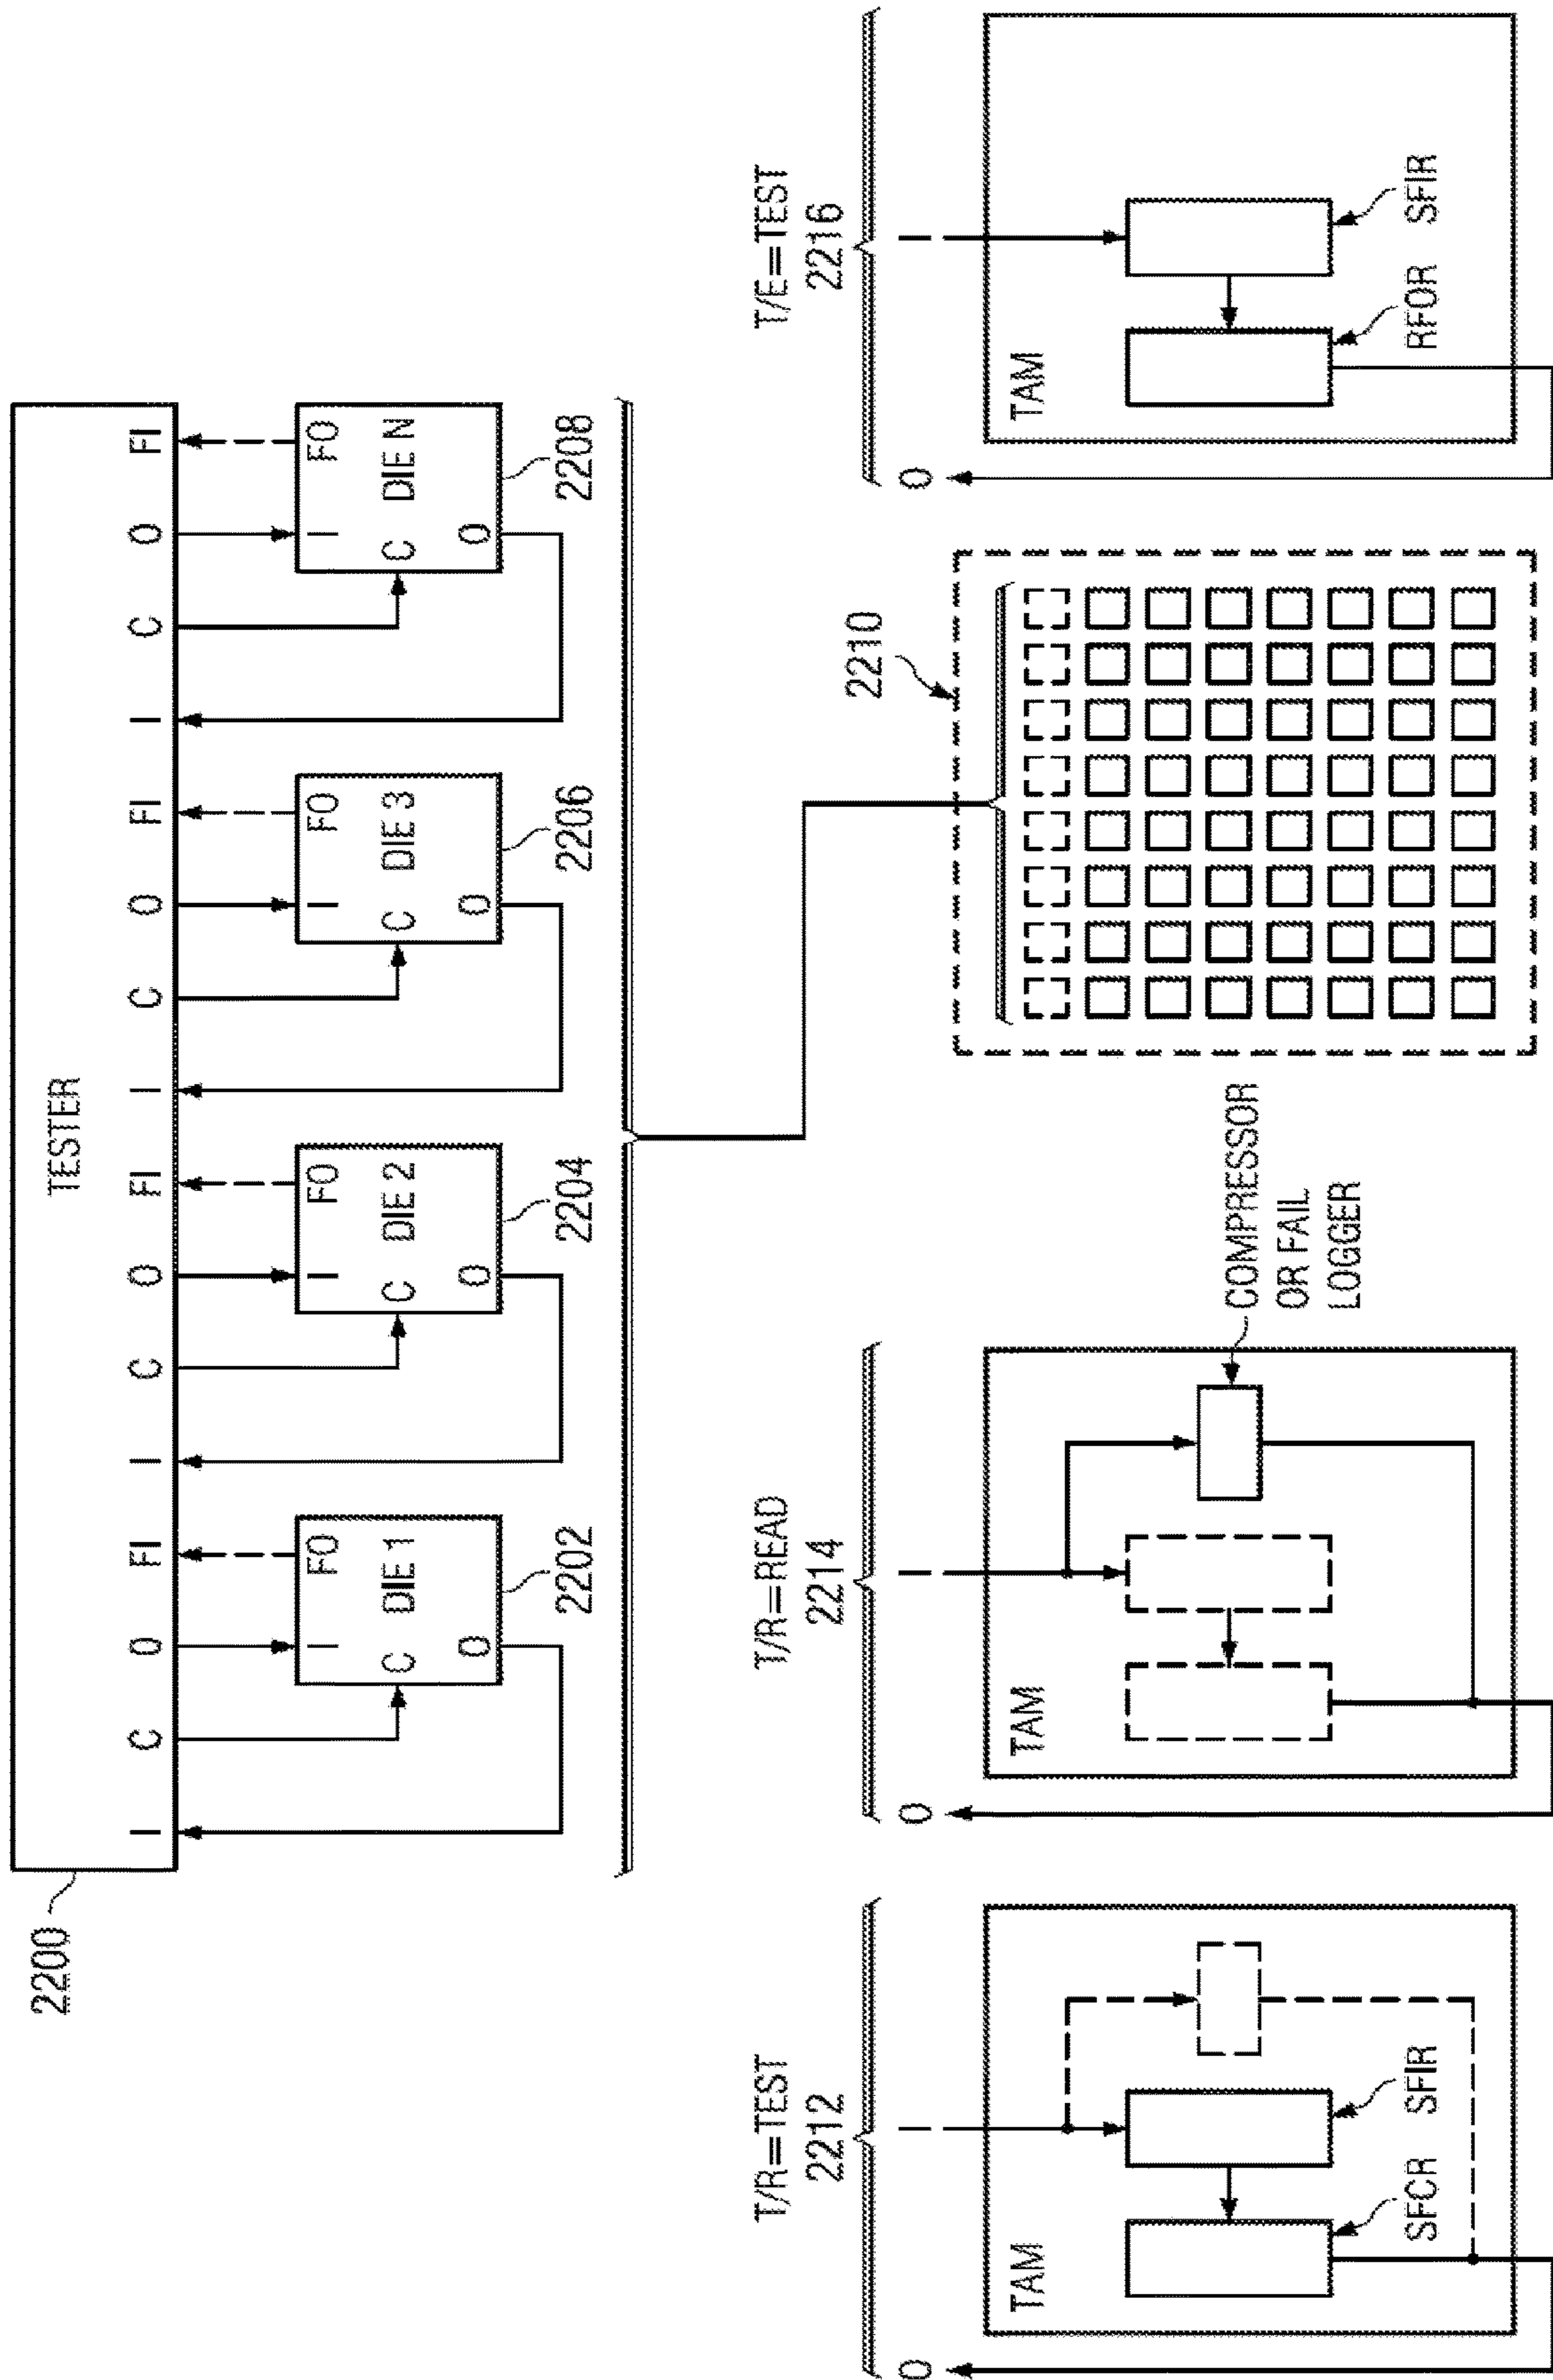 2200
TESTER
I C O FI I C O FI I C O FI I C O FI
I FO I FO I FO I FO
C DIE 1 C DIE 2 C DIE 3 C DIE N
O O O O
2202 2204 2206 2208
T/R=TEST
2212
T/R=READ
2214
2210
T/E=TEST
2216
O O O
TAM TAM TAM
COMPRESSOR
OR FAIL
LOGGER
SFCR SFIR
RFOR SFIR